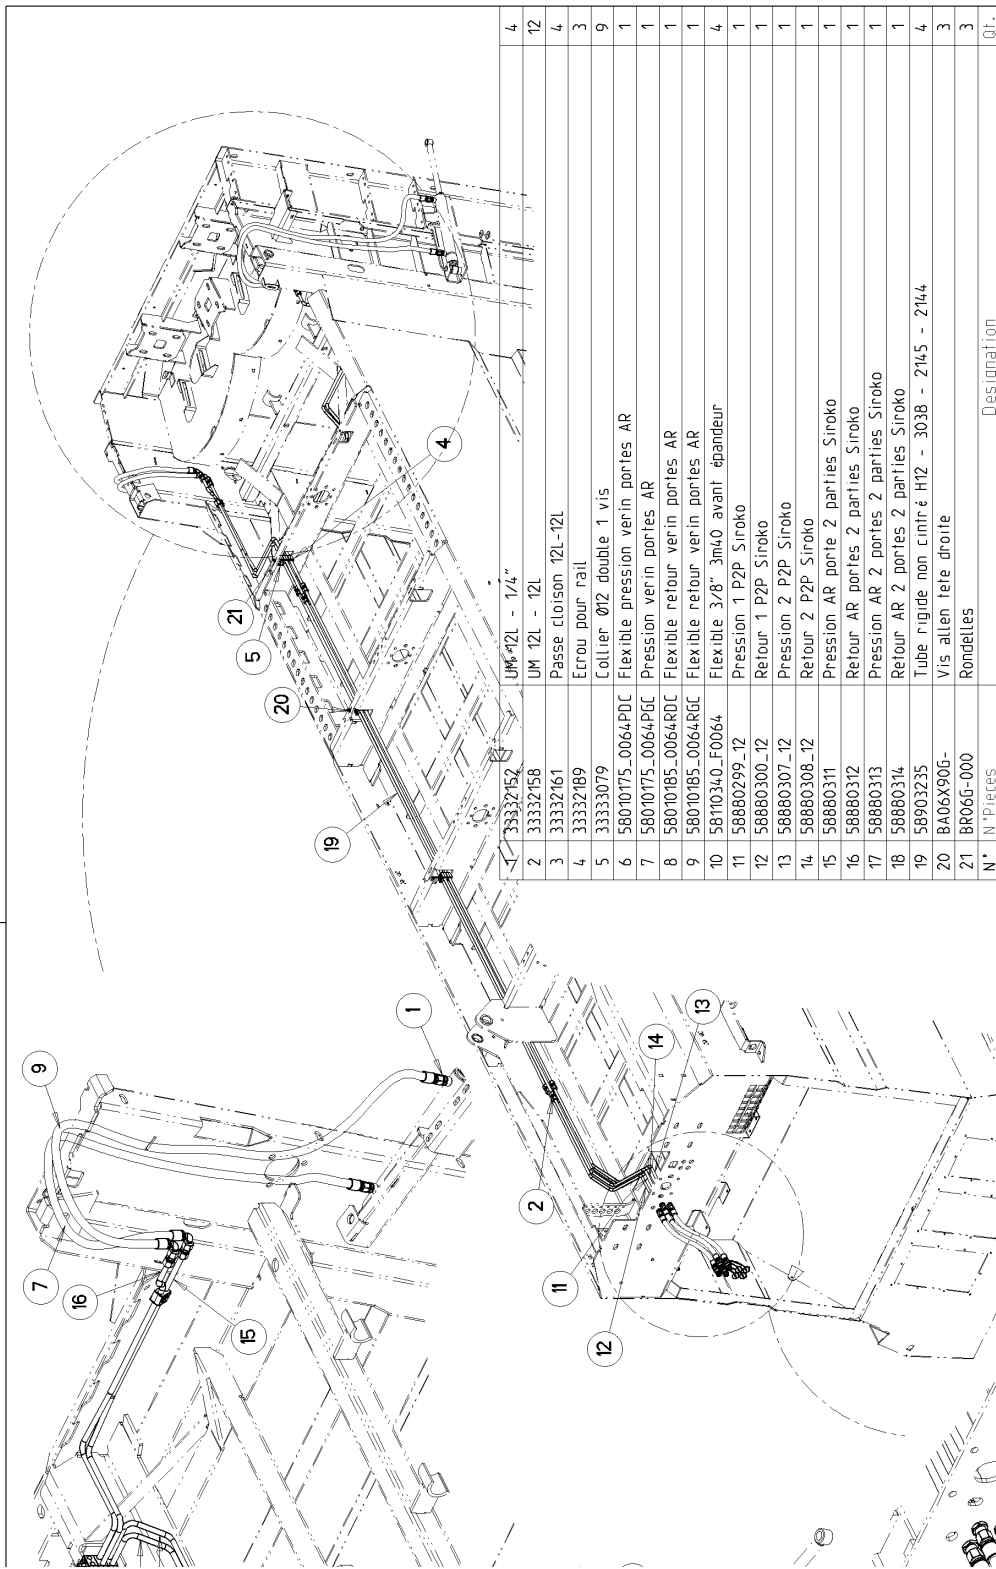 1 33332152 UM 12L - 1/4" 4
2 33332158 UM 12L - 12L 12
3 33332161 Passe cloison 12L-12L 4
4 33332189 Erou pour rail 3
5 33333079 Collier Ø12 double 1 vis 9
6 58010175_0064PDC Flexible pression verin portes AR 1
7 58010175_0064PGC Pression verin portes AR 1
8 58010185_0064RDC Flexible retour verin portes AR 1
9 58010185_0064RGC Flexible retour verin portes AR 1
10 58110340_F0064 Flexible 3/8" 3m40 avant épandeur 4
11 58880299_12 Pression 1 P2P Siroko 1
12 58880300_12 Retour 1 P2P Siroko 1
13 58880307_12 Pression 2 P2P Siroko 1
14 58880308_12 Retour 2 P2P Siroko 1
15 58880311 Pression AR porte 2 parties Siroko 1
16 58880312 Retour AR portes 2 parties Siroko 1
17 58880313 Pression AR 2 portes 2 parties Siroko 1
18 58880314 Retour AR 2 portes 2 parties Siroko 1
19 58903235 Tube rigide non cintré H12 - 3038 - 2145 - 2144 4
20 BA06X90G- Vis allen tete droite 3
21 BR06G-000 Rondelles 3
N° N°Pieces Designation Qt.
9
7
16
15
1
21
5
20
19
4
2
11
12
14
13